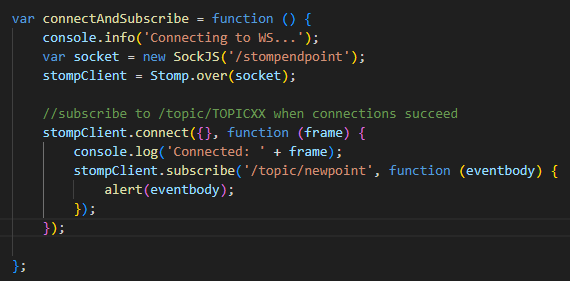 var connectAndSubscribe = function () {
    console.info('Connecting to WS...');
    var socket = new SockJS('/stompendpoint');
    stompClient = Stomp.over(socket);

    //subscribe to /topic/TOPICXX when connections succeed
    stompClient.connect({}, function (frame) {
        console.log('Connected: ' + frame);
        stompClient.subscribe('/topic/newpoint', function (eventbody) {
            alert(eventbody);
        });
    });

};